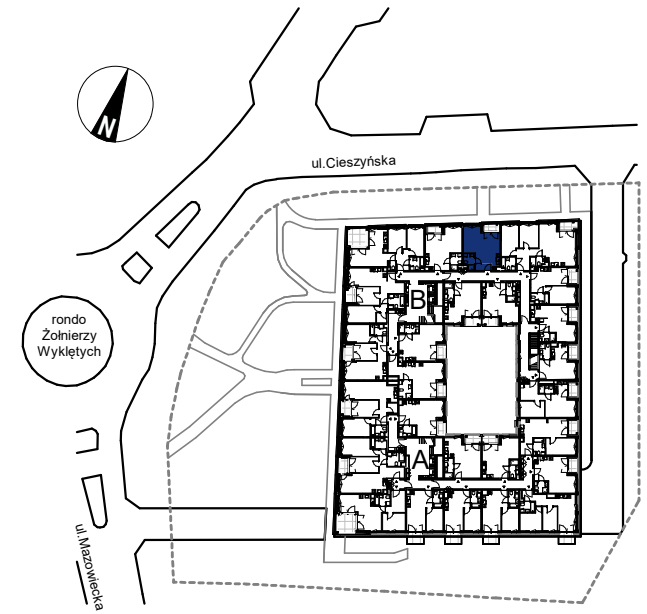 N
ul.Cieszyńska
B
rondo
Żołnierzy
Wyklętych
A
ul.Mazowiecka